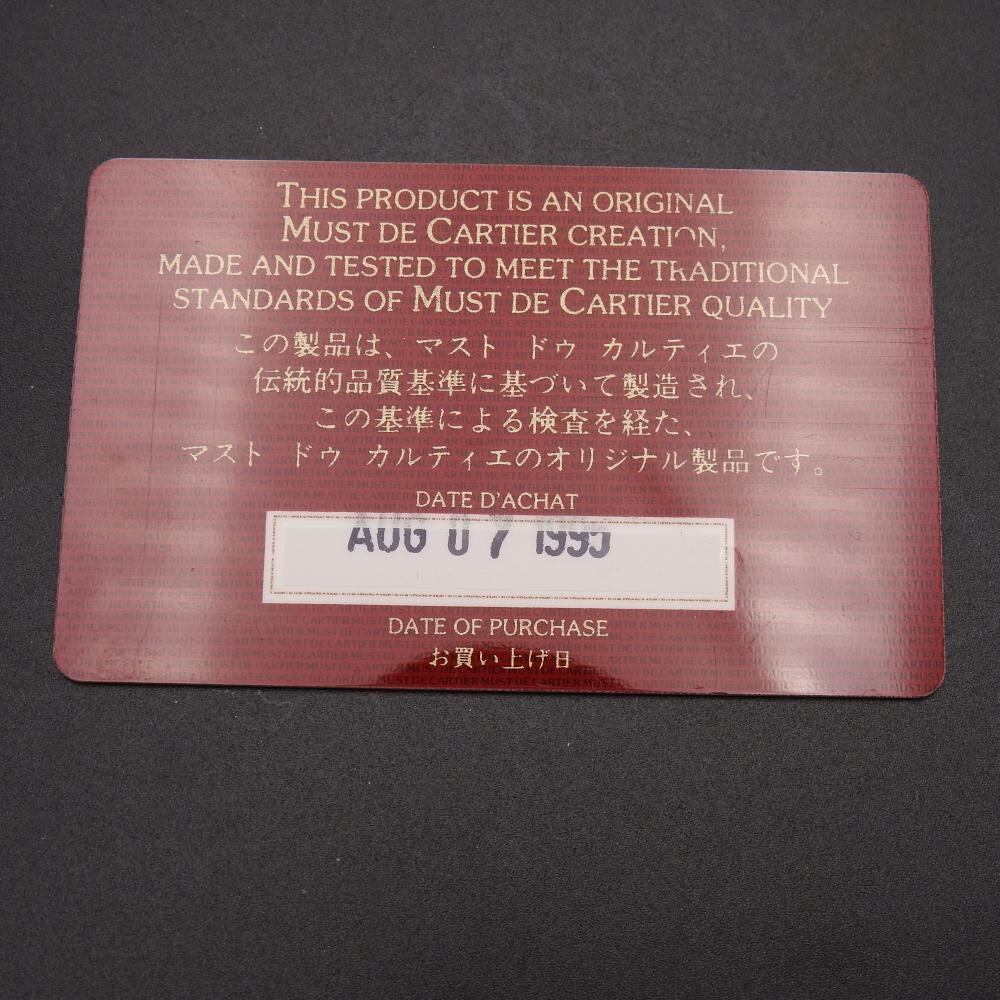 THIS PRODUCT IS AN ORIGINAL
MUST DE CARTIER CREATION,
MADE AND TESTED TO MEET THE TRADITIONAL
STANDARDS OF MUST DE CARTIER QUALITY
この製品は、マスト ドゥ カルティエの
伝統的品質基準に基づいて製造され、
この基準による検査を経た、
マスト ドゥ カルティエのオリジナル製品です。
DATE D'ACHAT
AUG 07 1995
DATE OF PURCHASE
お買い上げ日